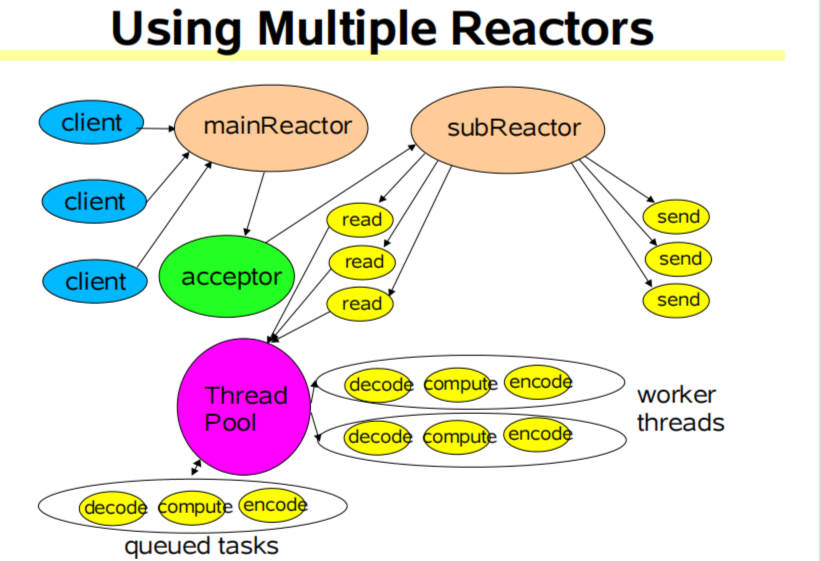 Using Multiple Reactors
client
mainReactor
subReactor
client
read
send
client
acceptor
read
send
read
send
Thread
Pool
decode compute encode
decode compute encode
worker
threads
decode compute encode
queued tasks